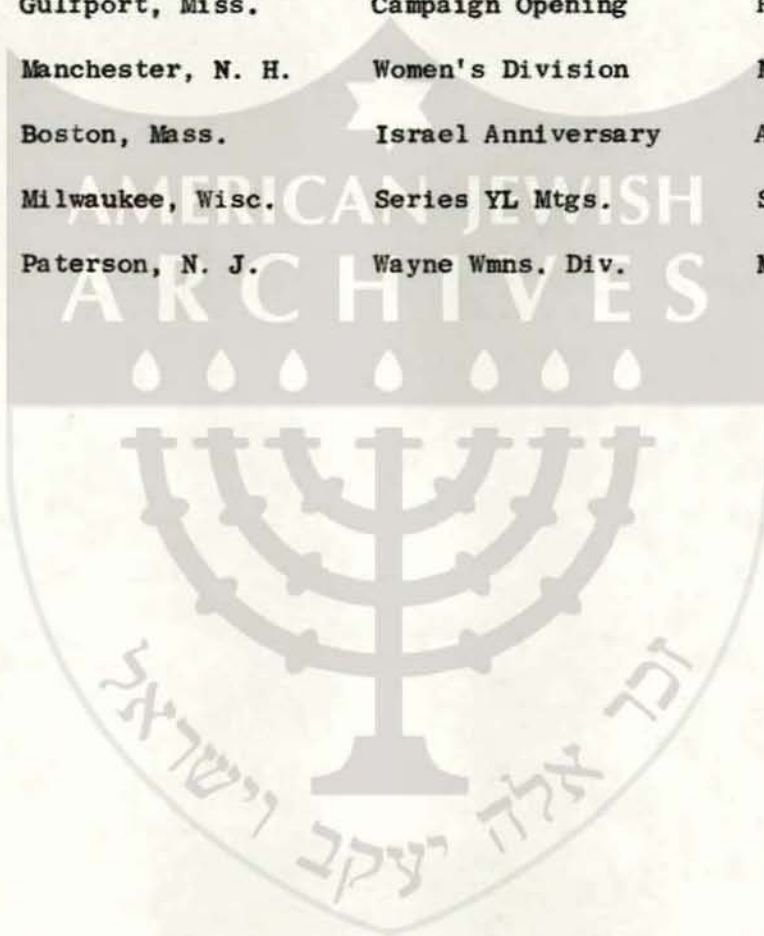 Gulfport, Miss. Campaign Opening
Manchester, N. H. Women's Division
Boston, Mass. Israel Anniversary
Milwaukee, Wisc. Series YL Mtgs.
Paterson, N. J. Wayne Wmns. Div.
AMERICAN JEWISH
ARCHIVES
זכר אלה יעקב וישראל